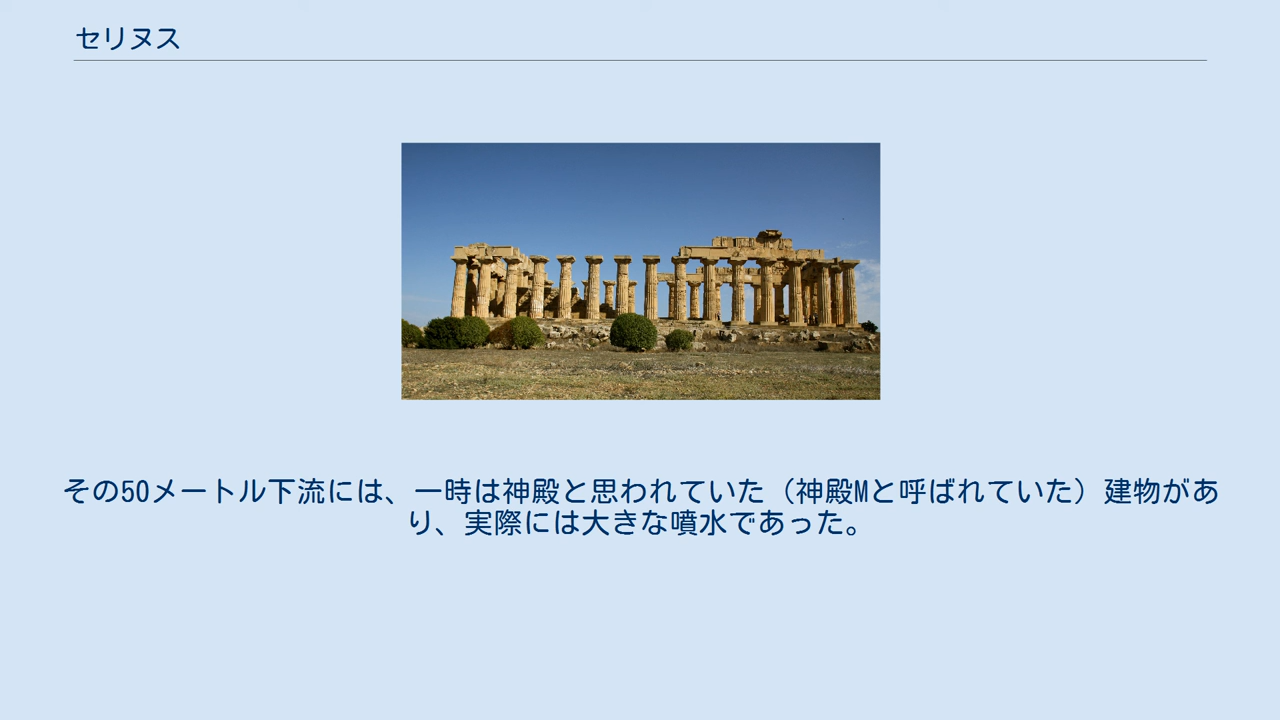 セリヌス
その50メートル下流には、一時は神殿と思われていた（神殿Mと呼ばれていた）建物があ
り、実際には大きな噴水であった。